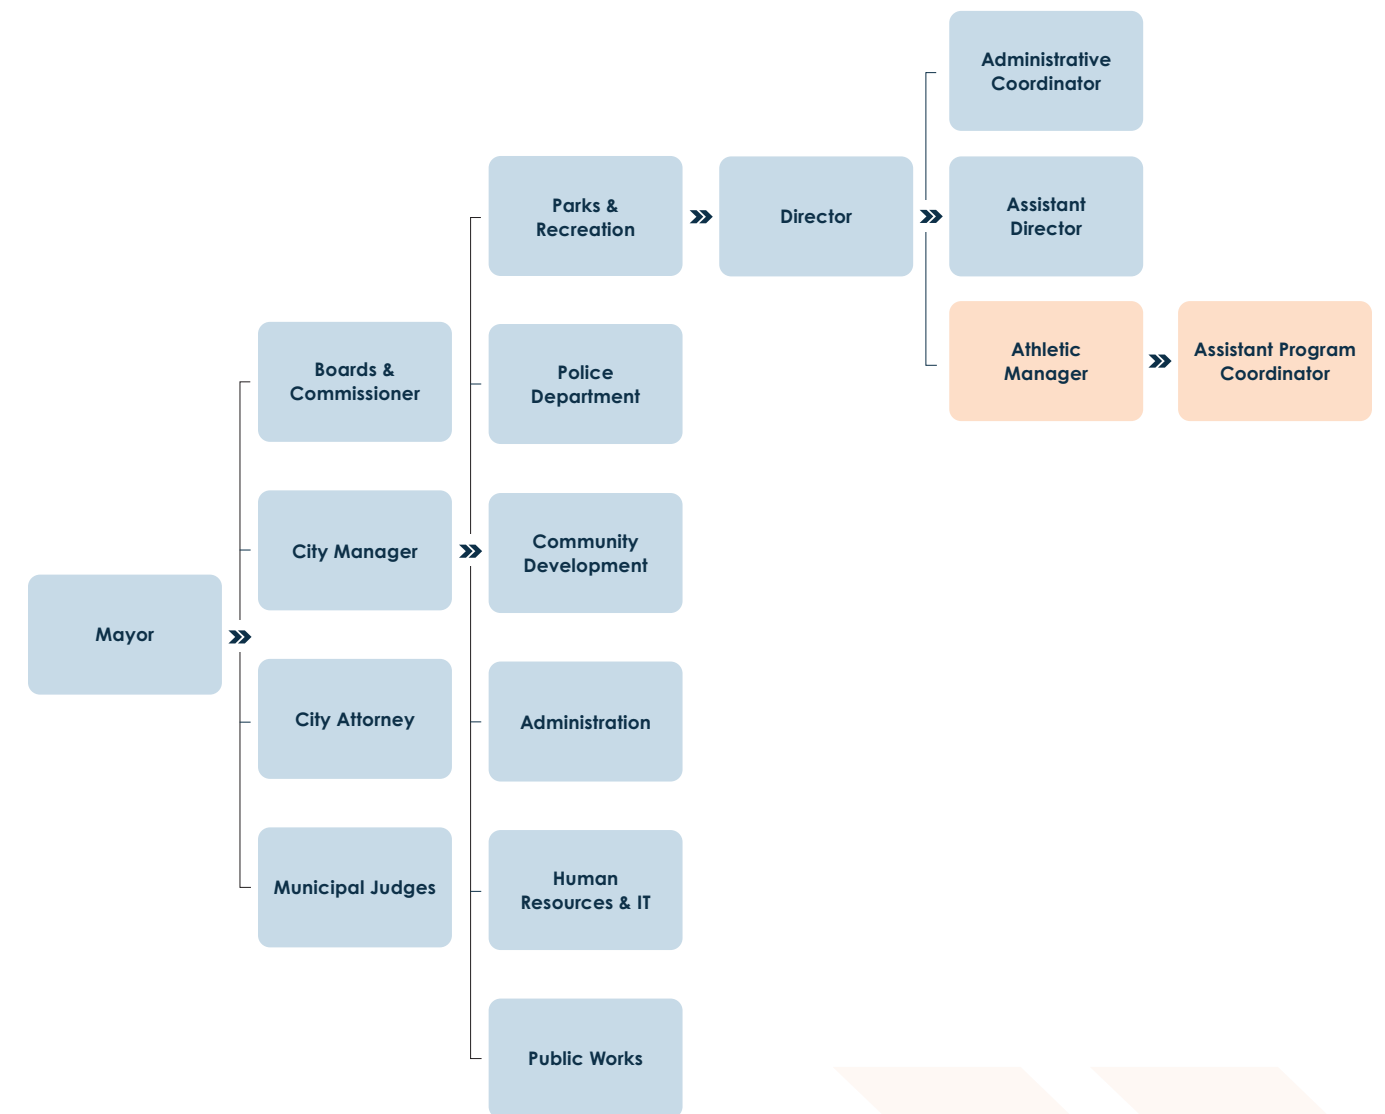 Administrative
Coordinator
Parks &
Recreation
Director
Assistant
Director
Boards &
Commissioner
Police
Department
Athletic
Manager
Assistant Program
Coordinator
City Manager
Community
Development
Mayor
City Attorney
Administration
Municipal Judges
Human
Resources & IT
Public Works